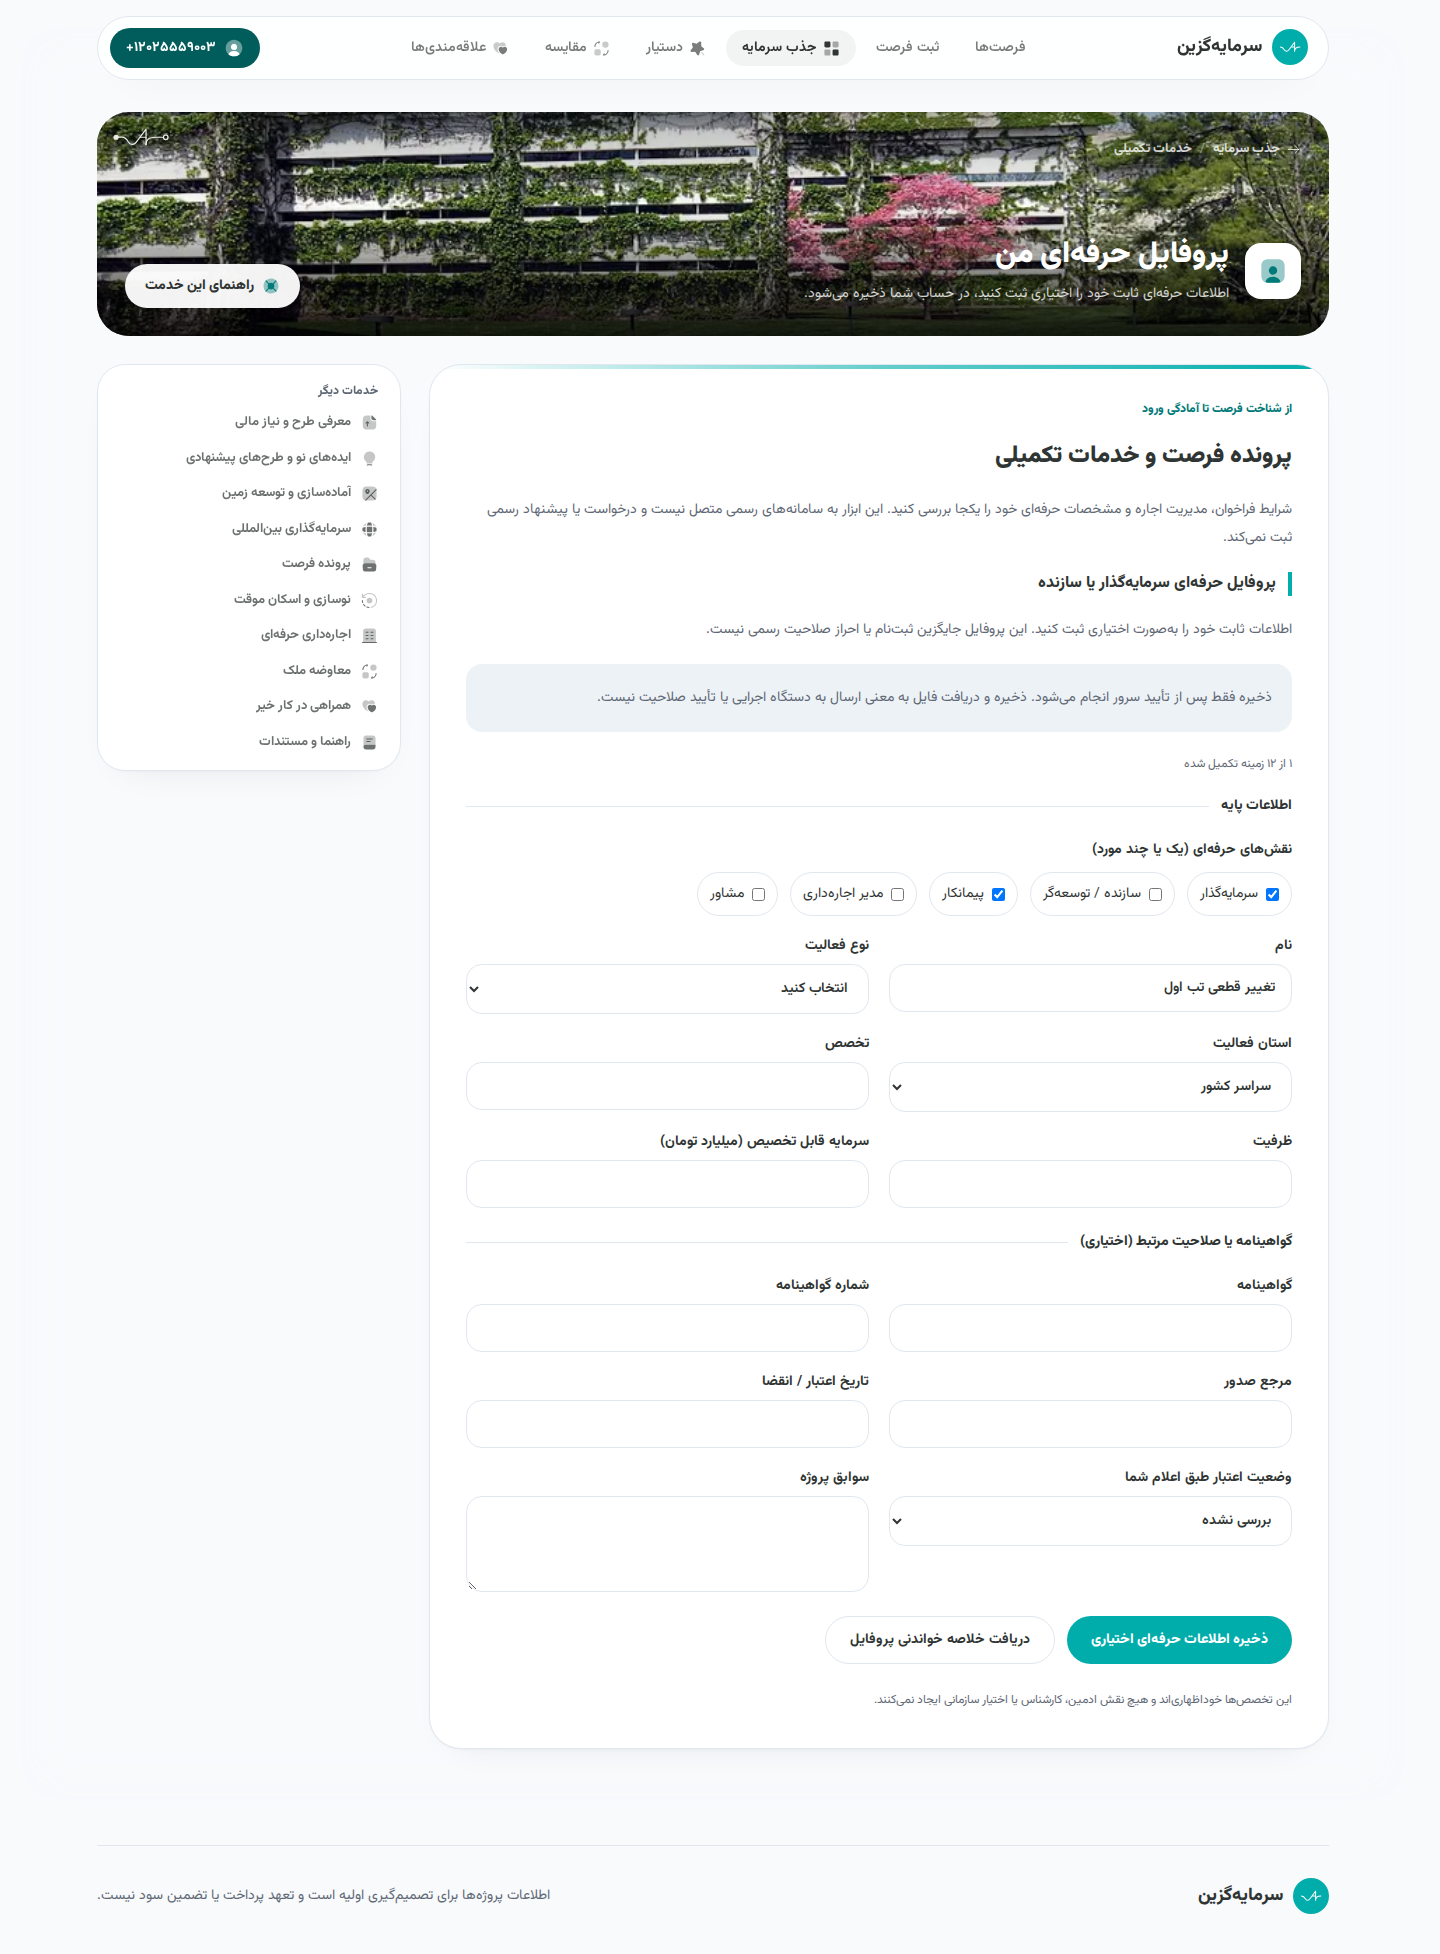 سرمایه‌گزین
فرصت‌ها
ثبت فرصت
جذب سرمایه
دستیار
مقایسه
علاقه‌مندی‌ها
+۱۲۰۲۵۵۵۹۰۰۳
جذب سرمایه / خدمات تکمیلی
پروفایل حرفه‌ای من
اطلاعات حرفه‌ای ثابت خود را اختیاری ثبت کنید، در حساب شما ذخیره می‌شود.
راهنمای این خدمت
از شناخت فرصت تا آمادگی ورود
پرونده فرصت و خدمات تکمیلی
شرایط فراخوان، مدیریت اجاره و مشخصات حرفه‌ای خود را یکجا بررسی کنید. این ابزار به سامانه‌های رسمی متصل نیست و درخواست یا پیشنهاد رسمی
ثبت نمی‌کند.
پروفایل حرفه‌ای سرمایه‌گذار یا سازنده
اطلاعات ثابت خود را به‌صورت اختیاری ثبت کنید. این پروفایل جایگزین ثبت‌نام یا احراز صلاحیت رسمی نیست.
ذخیره فقط پس از تأیید سرور انجام می‌شود. ذخیره و دریافت فایل به معنی ارسال به دستگاه اجرایی یا تأیید صلاحیت نیست.
۱ از ۱۲ زمینه تکمیل شده
اطلاعات پایه
نقش‌های حرفه‌ای (یک یا چند مورد)
سرمایه‌گذار
سازنده / توسعه‌گر
پیمانکار
مدیر اجاره‌داری
مشاور
نام
نوع فعالیت
تغییر قطعی تب اول
انتخاب کنید
استان فعالیت
تخصص
سراسر کشور
ظرفیت
سرمایه قابل تخصیص (میلیارد تومان)
گواهینامه یا صلاحیت مرتبط (اختیاری)
گواهینامه
شماره گواهینامه
مرجع صدور
تاریخ اعتبار / انقضا
وضعیت اعتبار طبق اعلام شما
سوابق پروژه
بررسی نشده
ذخیره اطلاعات حرفه‌ای اختیاری
دریافت خلاصه خواندنی پروفایل
این تخصص‌ها خوداظهاری‌اند و هیچ نقش ادمین، کارشناس یا اختیار سازمانی ایجاد نمی‌کنند.
خدمات دیگر
معرفی طرح و نیاز مالی
ایده‌های نو و طرح‌های پیشنهادی
آماده‌سازی و توسعه زمین
سرمایه‌گذاری بین‌المللی
پرونده فرصت
نوسازی و اسکان موقت
اجاره‌داری حرفه‌ای
معاوضه ملک
همراهی در کار خیر
راهنما و مستندات
سرمایه‌گزین
اطلاعات پروژه‌ها برای تصمیم‌گیری اولیه است و تعهد پرداخت یا تضمین سود نیست.